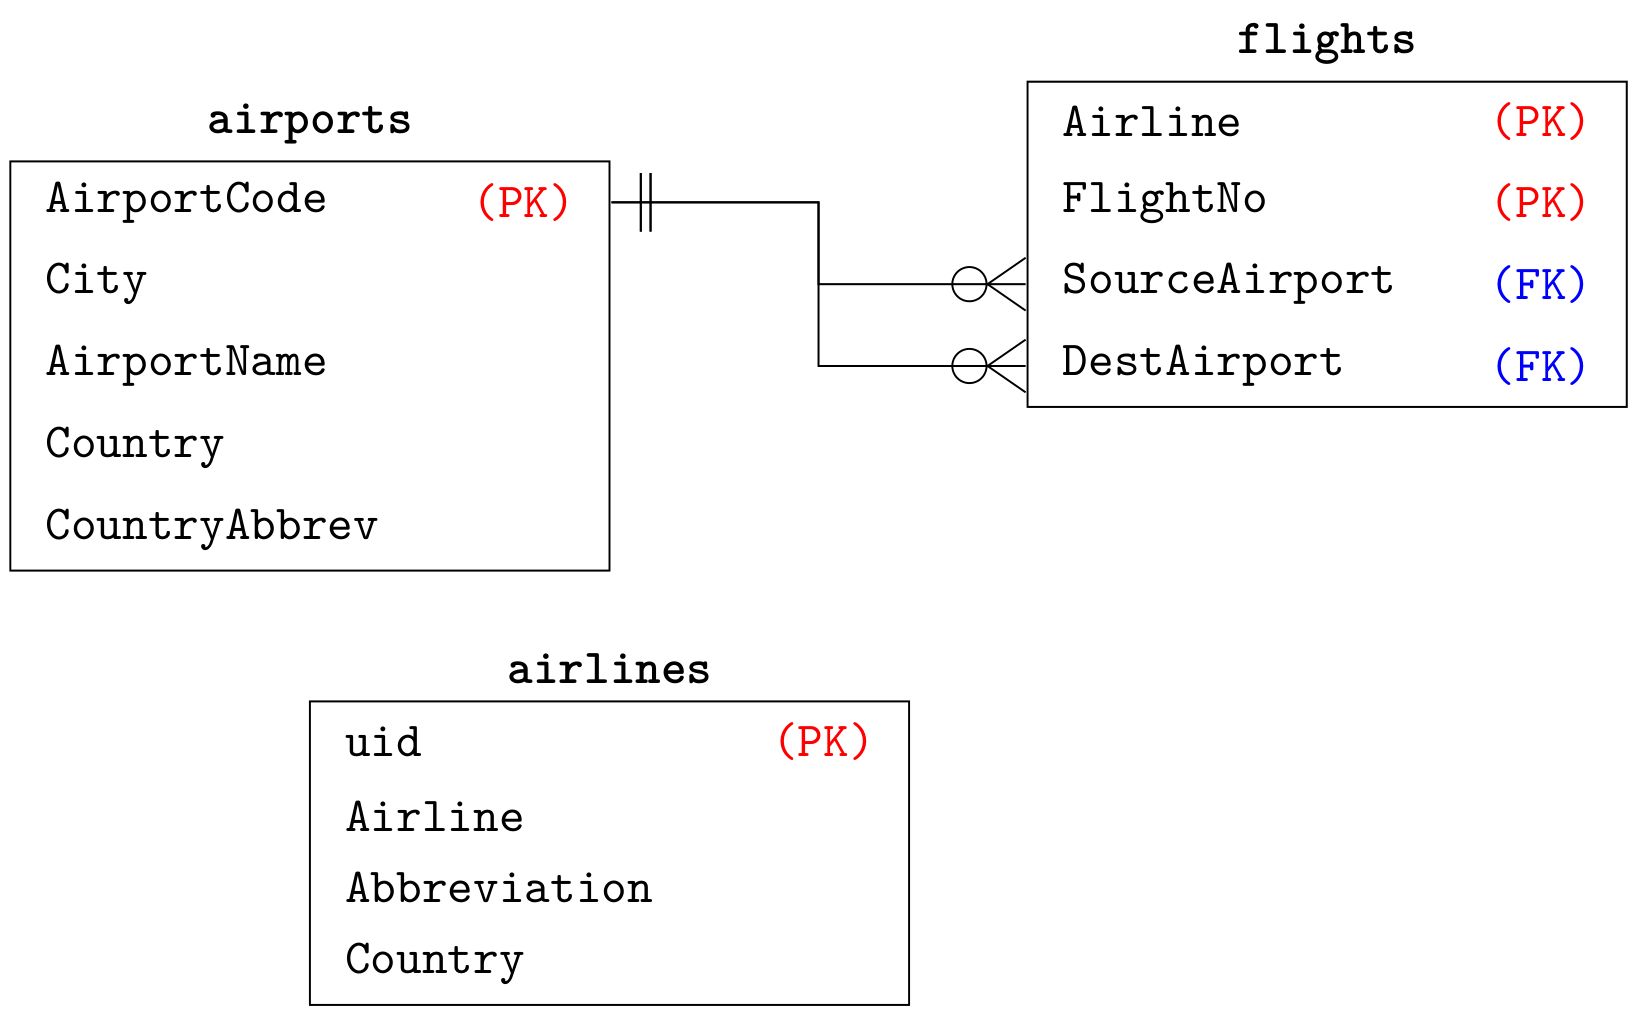 airports
AirportCode (PK)
City
AirportName
Country
CountryAbbrev
flights
Airline (PK)
FlightNo (PK)
SourceAirport (FK)
DestAirport (FK)
airlines
uid (PK)
Airline
Abbreviation
Country